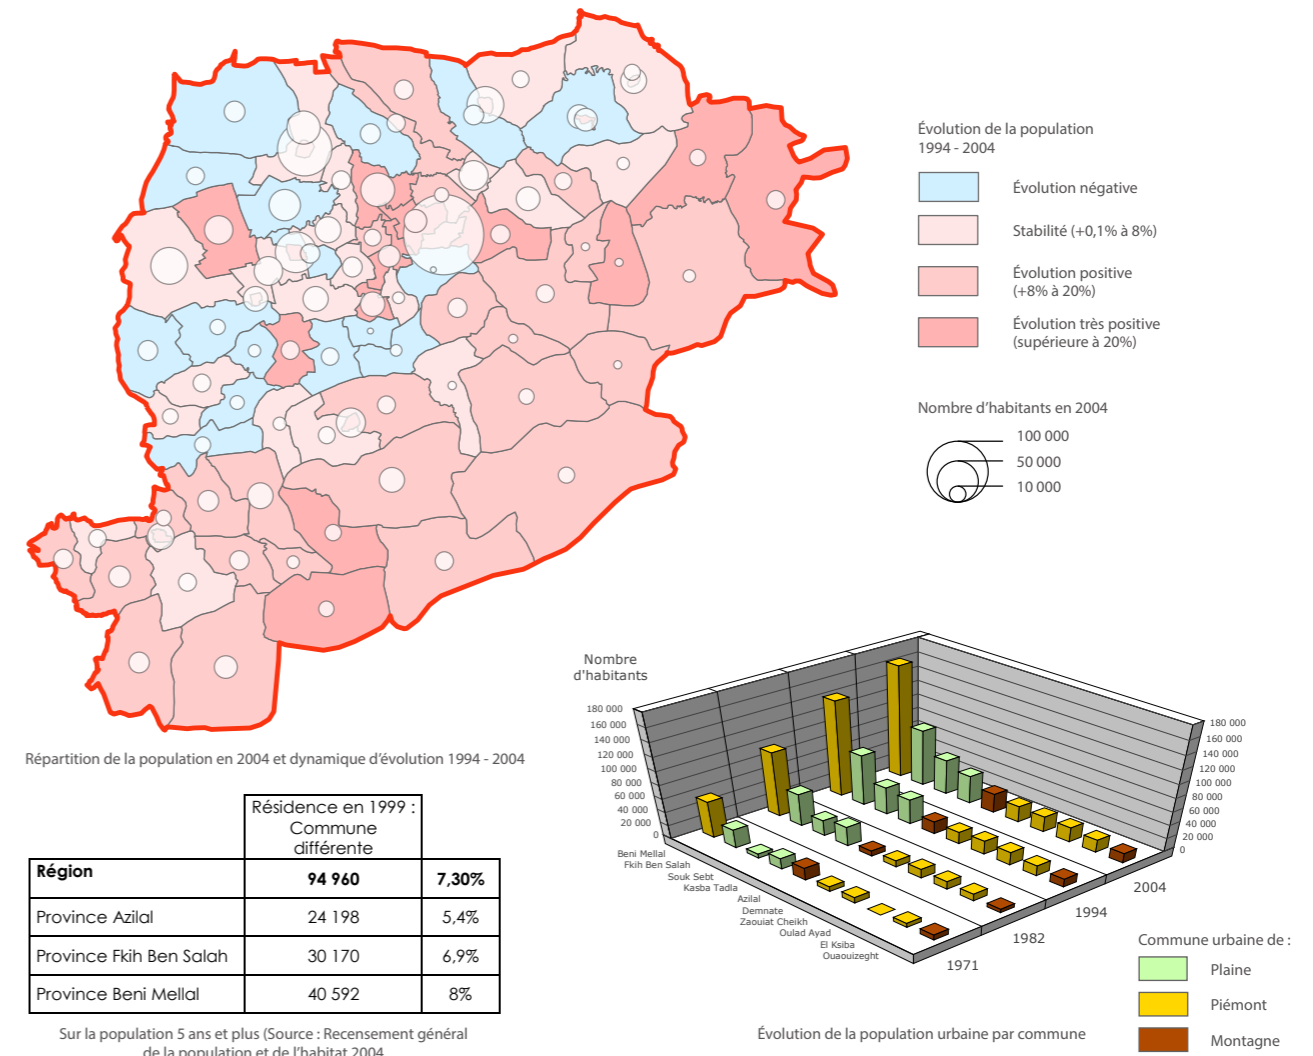 Évolution de la population
1994 - 2004
Évolution négative
Stabilité (+0,1% à 8%)
Évolution positive
(+8% à 20%)
Évolution très positive
(supérieure à 20%)
Nombre d'habitants en 2004
100 000
50 000
10 000
Répartition de la population en 2004 et dynamique d'évolution 1994 - 2004
Résidence en 1999 :
Commune
différente
Région 94 960 7,30%
Province Azilal 24 198 5,4%
Province Fkih Ben Salah 30 170 6,9%
Province Beni Mellal 40 592 8%
Sur la population 5 ans et plus (Source : Recensement général
de la population et de l'habitat 2004
Nombre
d'habitants
180 000
160 000
140 000
120 000
100 000
80 000
60 000
40 000
20 000
0
180 000
160 000
140 000
120 000
100 000
80 000
60 000
40 000
20 000
0
Beni Mellal
Fkih Ben Salah
Souk Sebt
Kasba Tadla
Azilal
Demnate
Zaouiat Cheikh
Oulad Ayad
El Ksiba
Ouaouizeght
1971
1982
1994
2004
Commune urbaine de :
Plaine
Piémont
Montagne
Évolution de la population urbaine par commune